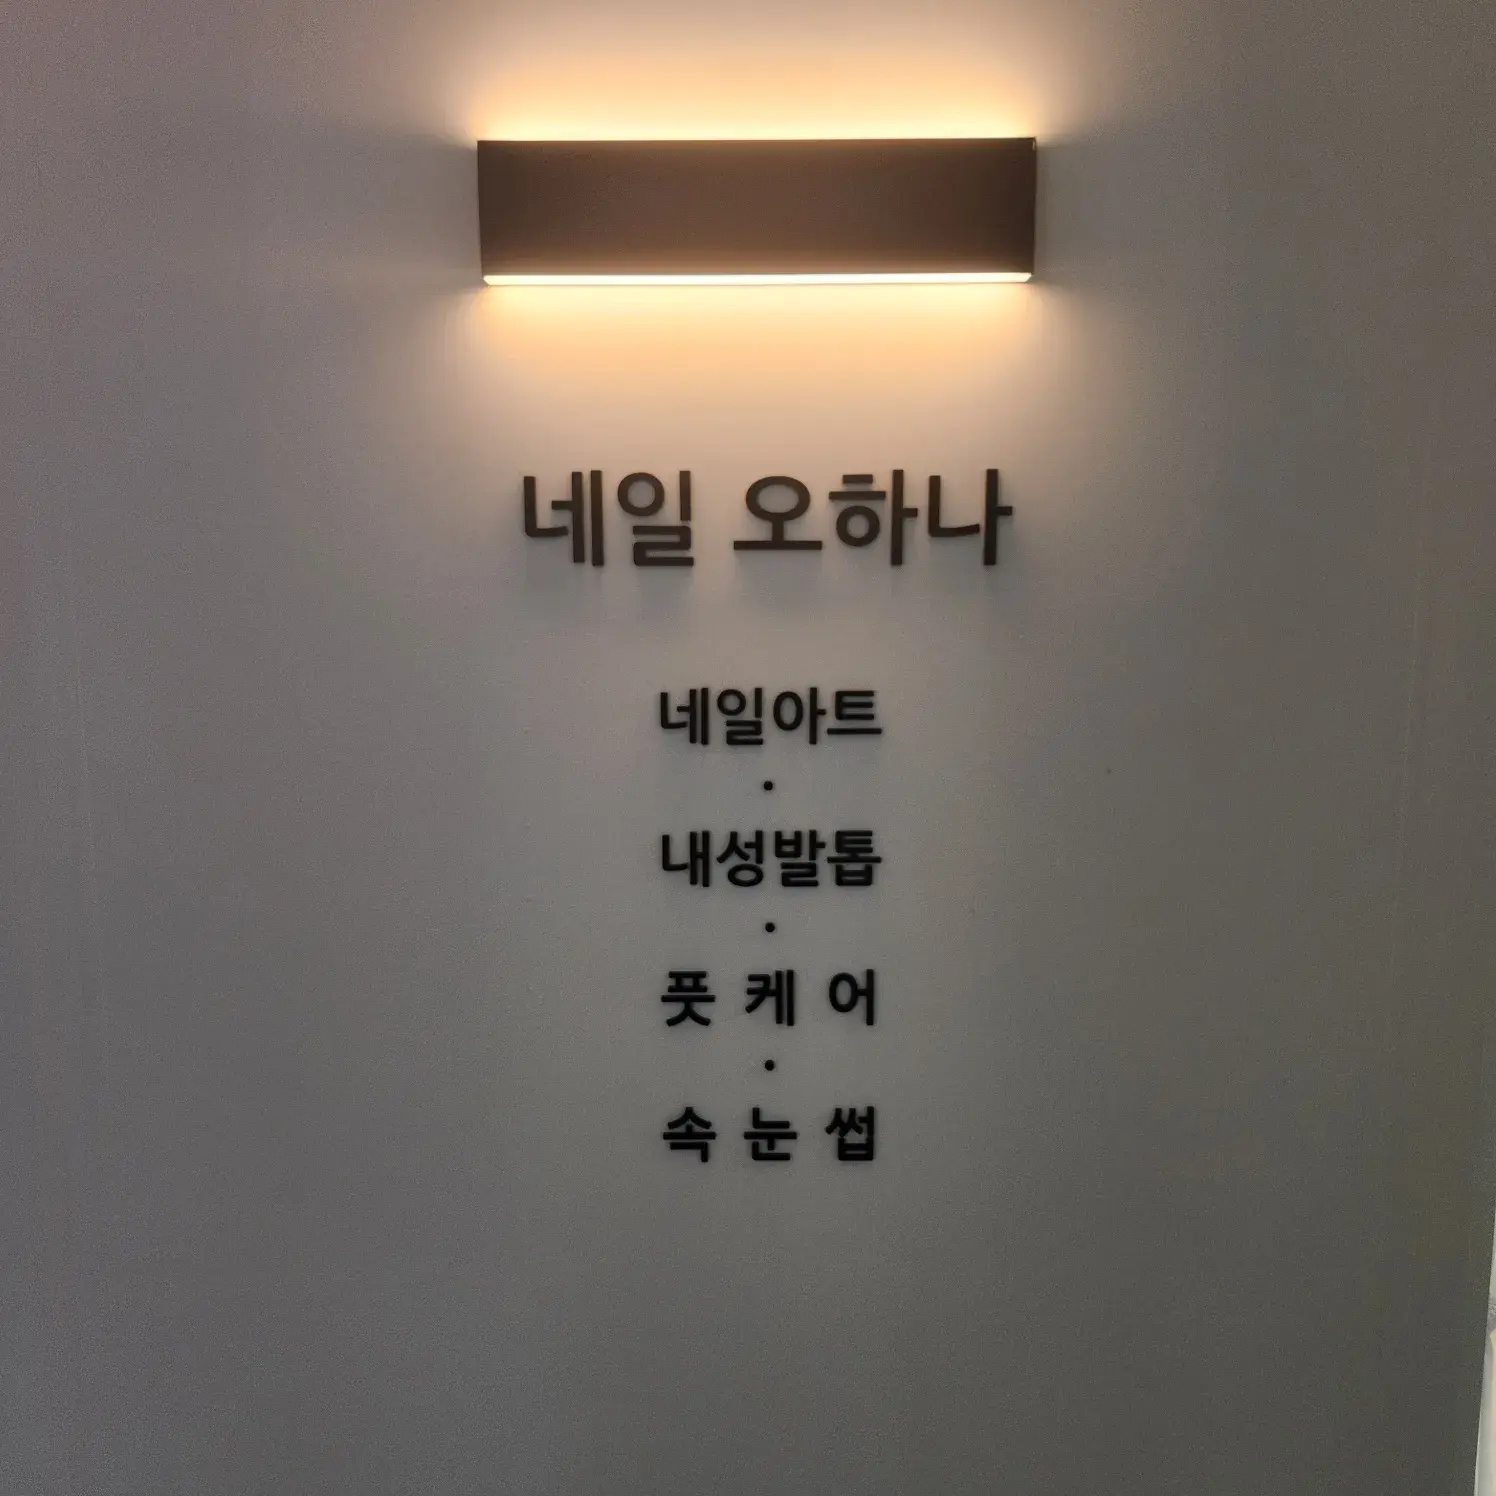 네일 오하나
네일아트
·
내성발톱
·
풋 케 어
·
속 눈 썹